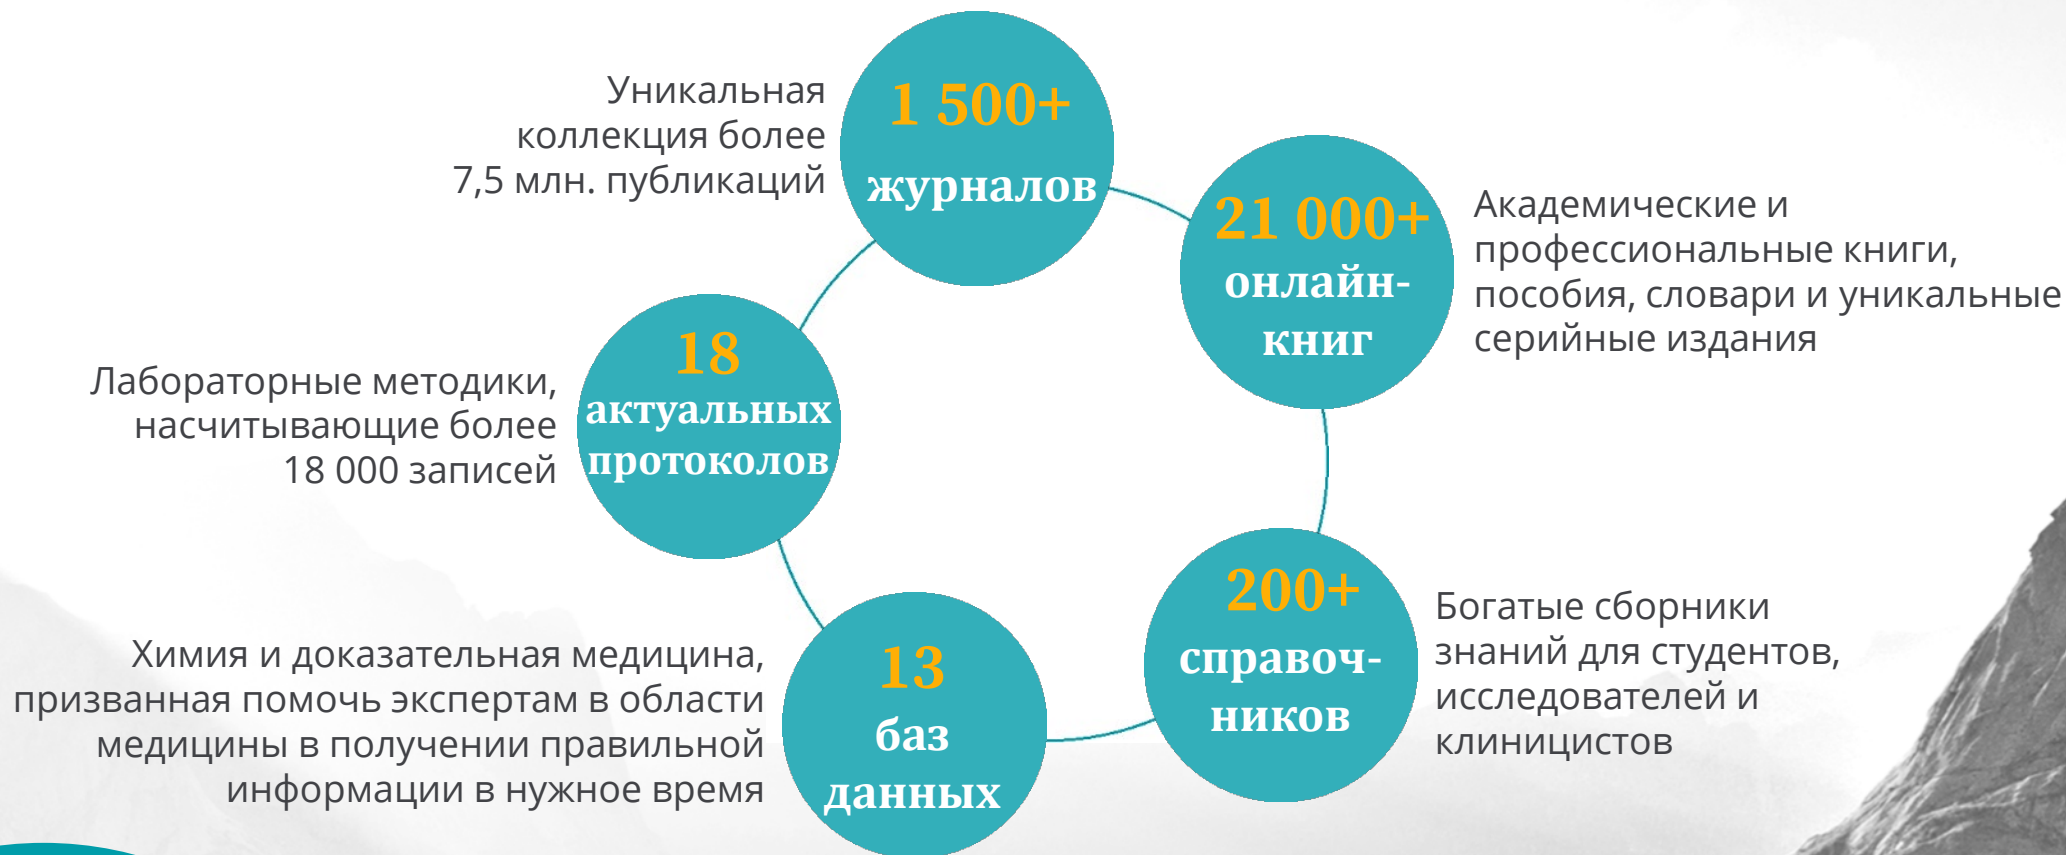 Уникальная
коллекция более
7,5 млн. публикаций
1 500+
журналов
21 000+
онлайн-
книг
Академические и
профессиональные книги,
пособия, словари и уникальные
серийные издания
Лабораторные методики,
насчитывающие более
18 000 записей
18
актуальных
протоколов
200+
справоч-
ников
Богатые сборники
знаний для студентов,
исследователей и
клиницистов
Химия и доказательная медицина,
призванная помочь экспертам в области
медицины в получении правильной
информации в нужное время
13
баз
данных